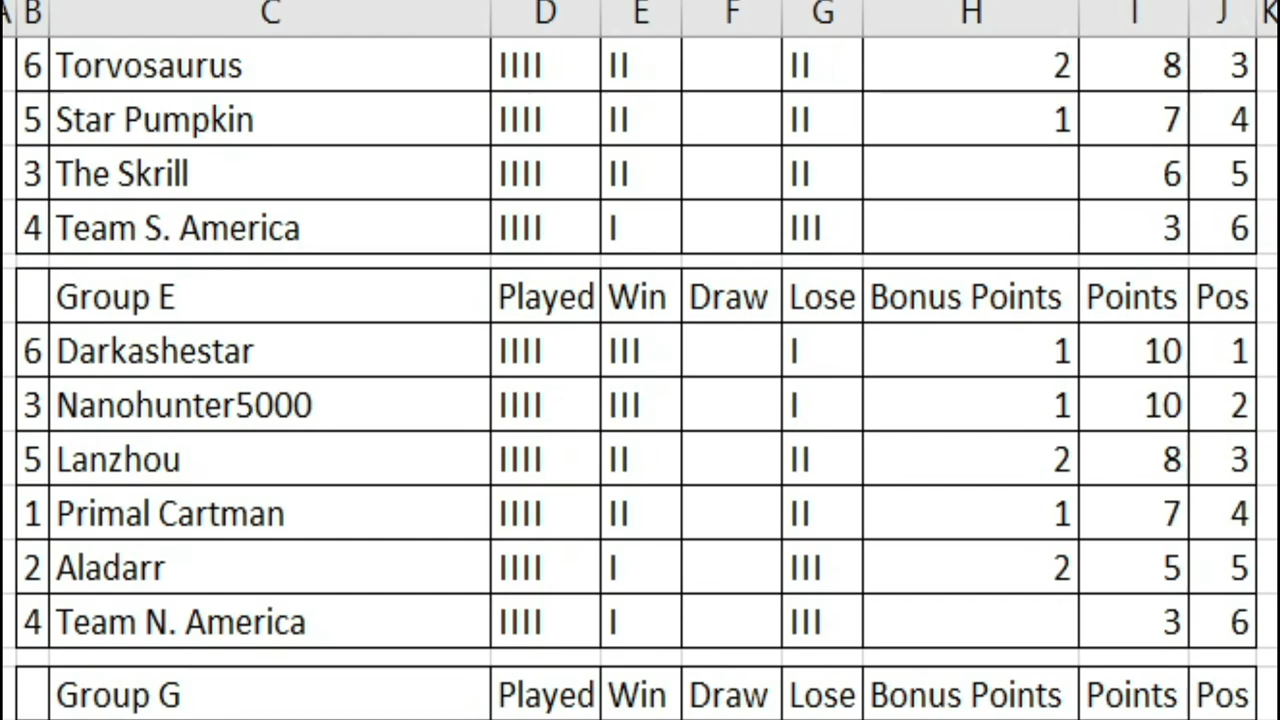 A B C D E F G H I J K
6 Torvosaurus IIII II II 2 8 3
5 Star Pumpkin IIII II II 1 7 4
3 The Skrill IIII II II 6 5
4 Team S. America IIII I III 3 6
Group E Played Win Draw Lose Bonus Points Points Pos
6 Darkashestar IIII III I 1 10 1
3 Nanohunter5000 IIII III I 1 10 2
5 Lanzhou IIII II II 2 8 3
1 Primal Cartman IIII II II 1 7 4
2 Aladarr IIII I III 2 5 5
4 Team N. America IIII I III 3 6
Group G Played Win Draw Lose Bonus Points Points Pos